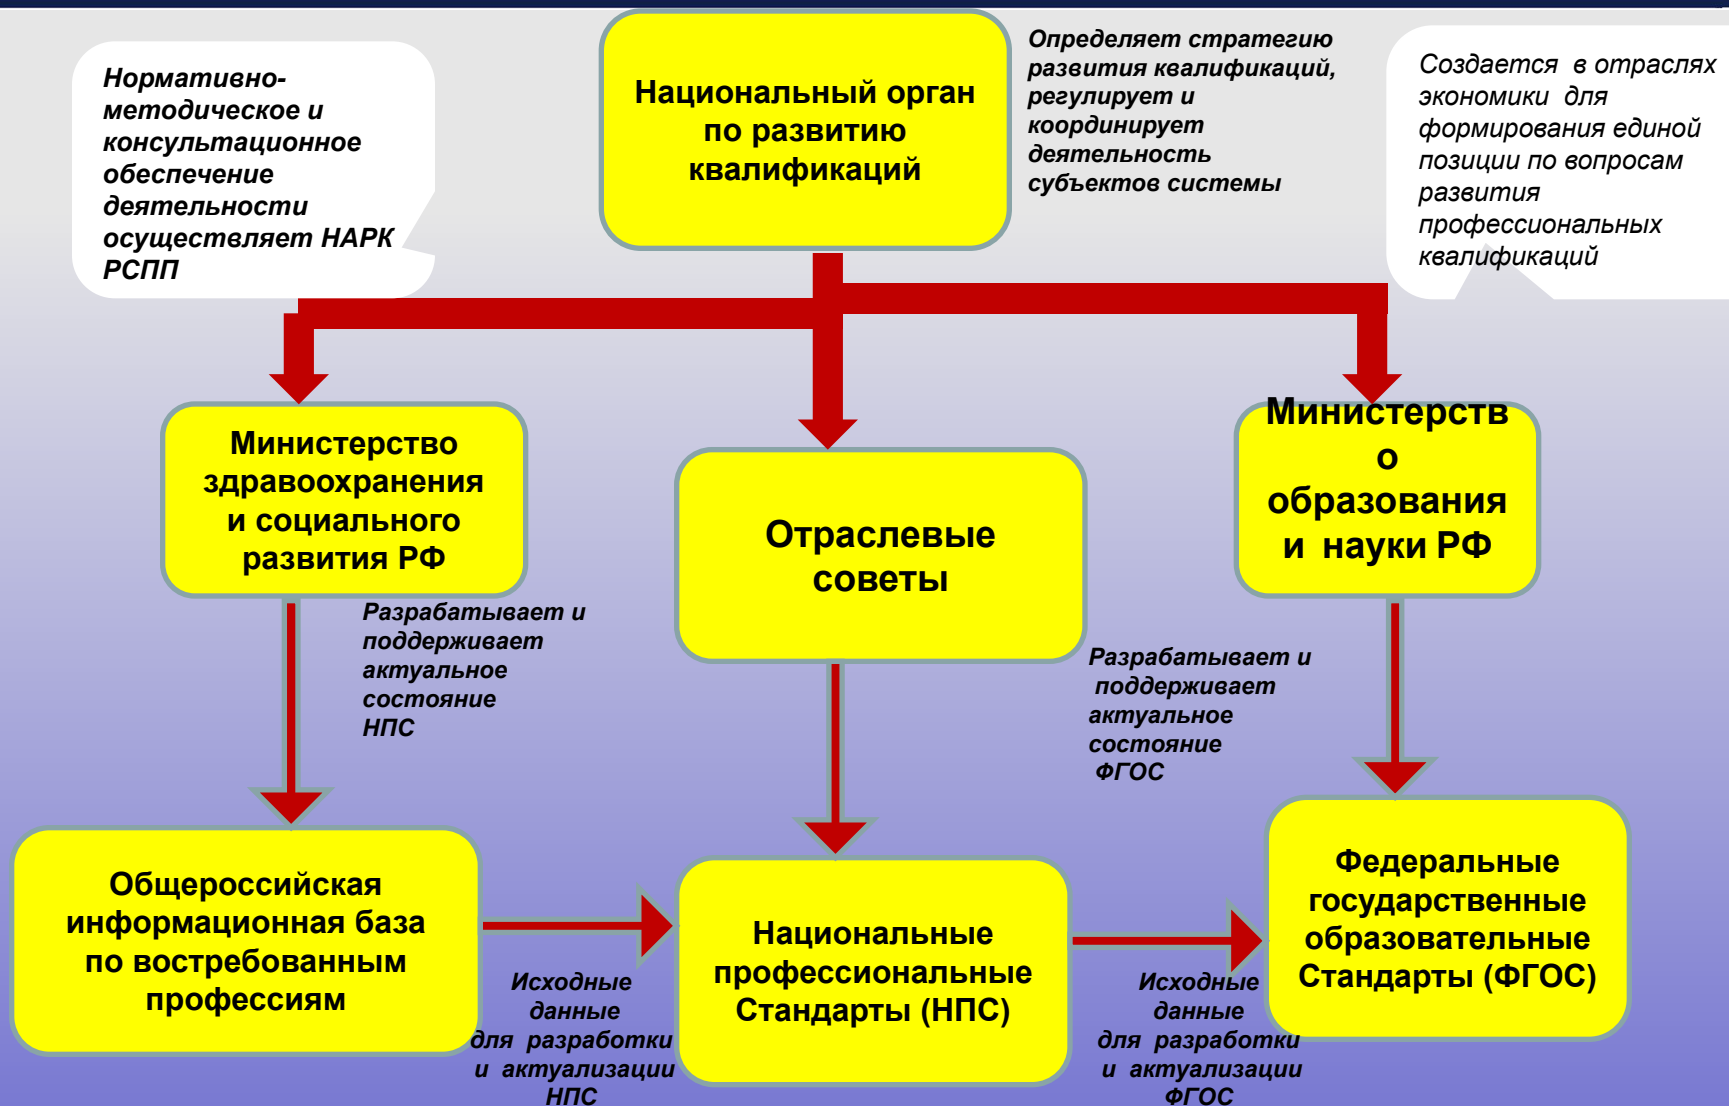 Нормативно-
методическое и
консультационное
обеспечение
деятельности
осуществляет НАРК
РСПП
Национальный орган
по развитию
квалификаций
Определяет стратегию
развития квалификаций,
регулирует и
координирует
деятельность
субъектов системы
Создается в отраслях
экономики для
формирования единой
позиции по вопросам
развития
профессиональных
квалификаций
Министерство
здравоохранения
и социального
развития РФ
Отраслевые
советы
Министерств
о
образования
и науки РФ
Разрабатывает и
поддерживает
актуальное
состояние
НПС
Разрабатывает и
поддерживает
актуальное
состояние
ФГОС
Общероссийская
информационная база
по востребованным
профессиям
Исходные
данные
для разработки
и актуализации
НПС
Национальные
профессиональные
Стандарты (НПС)
Исходные
данные
для разработки
и актуализации
ФГОС
Федеральные
государственные
образовательные
Стандарты (ФГОС)